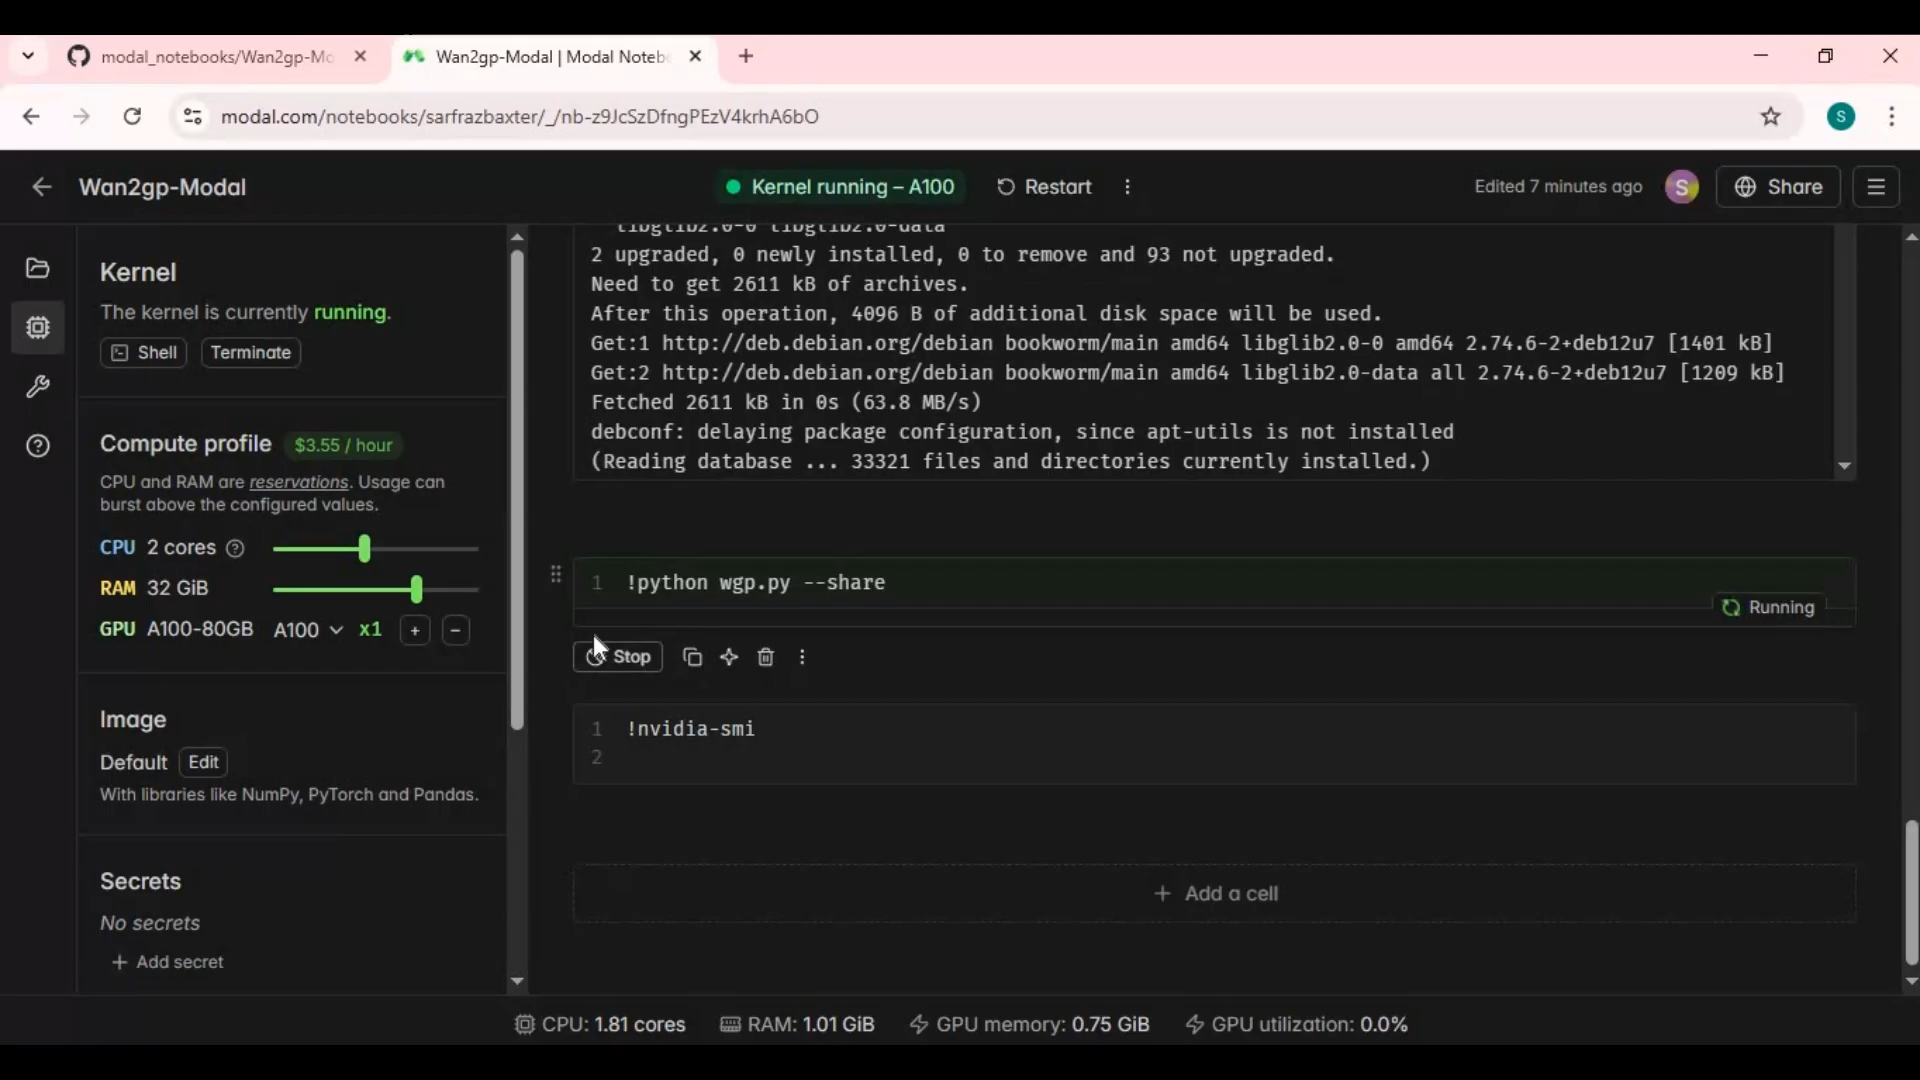 modal_notebooks/Wan2gp-Mo
Wan2gp-Modal | Modal Noteb
modal.com/notebooks/sarfrazbaxter/_/nb-z9JcSzDfngPEzV4krhA6bO
S
Wan2gp-Modal
Kernel running – A100
Restart
Edited 7 minutes ago
S
Share
Kernel
The kernel is currently running.
Shell
Terminate
Compute profile
$3.55 / hour
CPU and RAM are reservations. Usage can
burst above the configured values.
CPU 2 cores
RAM 32 GiB
GPU A100-80GB A100 x1 + -
Image
Default Edit
With libraries like NumPy, PyTorch and Pandas.
Secrets
No secrets
+ Add secret
libglib2.0-0 libglib2.0-data
2 upgraded, 0 newly installed, 0 to remove and 93 not upgraded.
Need to get 2611 kB of archives.
After this operation, 4096 B of additional disk space will be used.
Get:1 http://deb.debian.org/debian bookworm/main amd64 libglib2.0-0 amd64 2.74.6-2+deb12u7 [1401 kB]
Get:2 http://deb.debian.org/debian bookworm/main amd64 libglib2.0-data all 2.74.6-2+deb12u7 [1209 kB]
Fetched 2611 kB in 0s (63.8 MB/s)
debconf: delaying package configuration, since apt-utils is not installed
(Reading database ... 33321 files and directories currently installed.)
1 !python wgp.py --share
Running
Stop
1 !nvidia-smi
2
+ Add a cell
CPU: 1.81 cores RAM: 1.01 GiB GPU memory: 0.75 GiB GPU utilization: 0.0%